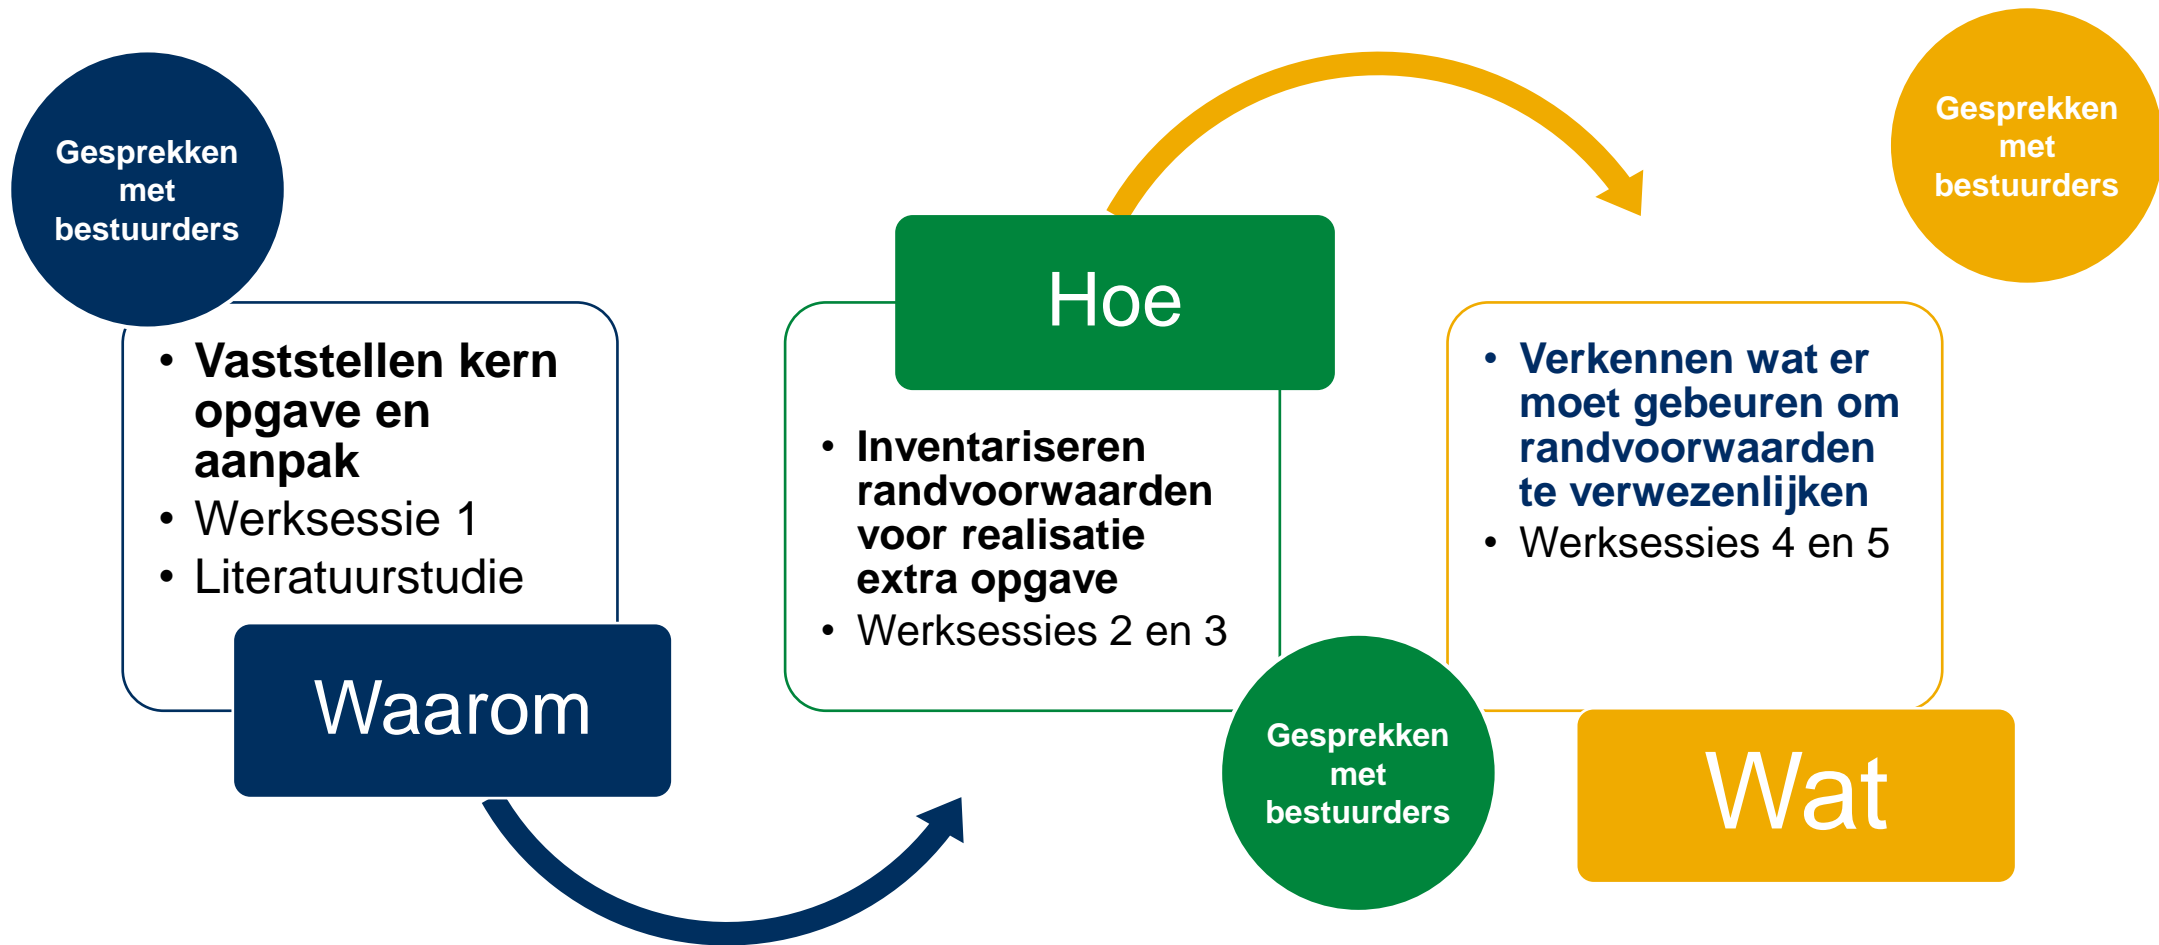 Gesprekken
met
bestuurders
• Vaststellen kern
opgave en
aanpak
• Werksessie 1
• Literatuurstudie
Waarom
Hoe
• Inventariseren
randvoorwaarden
voor realisatie
extra opgave
• Werksessies 2 en 3
Gesprekken
met
bestuurders
Gesprekken
met
bestuurders
• Verkennen wat er
moet gebeuren om
randvoorwaarden
te verwezenlijken
• Werksessies 4 en 5
Wat